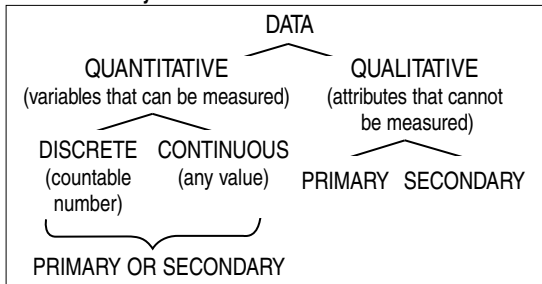 DATA
QUANTITATIVE QUALITATIVE
(variables that can be measured) (attributes that cannot
be measured)
DISCRETE CONTINUOUS
(countable (any value) PRIMARY SECONDARY
number)
PRIMARY OR SECONDARY